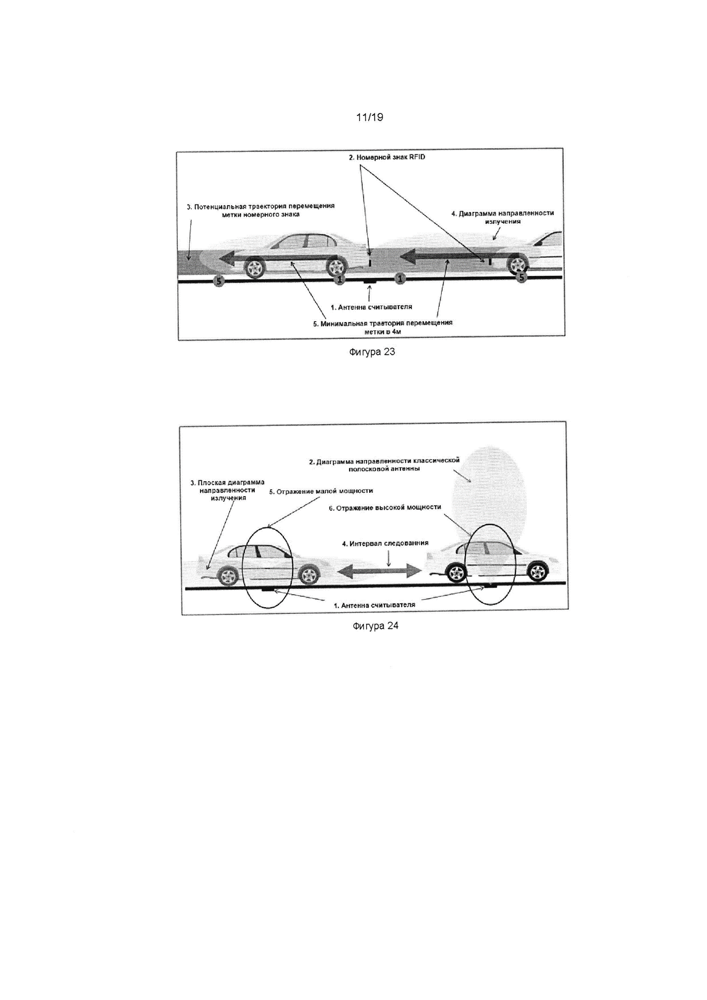 11/19
2. Номерной знак RFID
3. Потенциальная траектория перемещения
метки номерного знака
4. Диаграмма направленности
излучения
5
1
1
5
1. Антенна считывателя
5. Минимальная траетория перемещения
метки в 4м
Фигура 23
2. Диаграмма направленности классической
полосковой антенны
3. Плоская диаграмма
направленности
излучения
5. Отражение малой мощности
6. Отражение высокой мощности
4. Интервал следованния
1. Антенна считывателя
Фигура 24